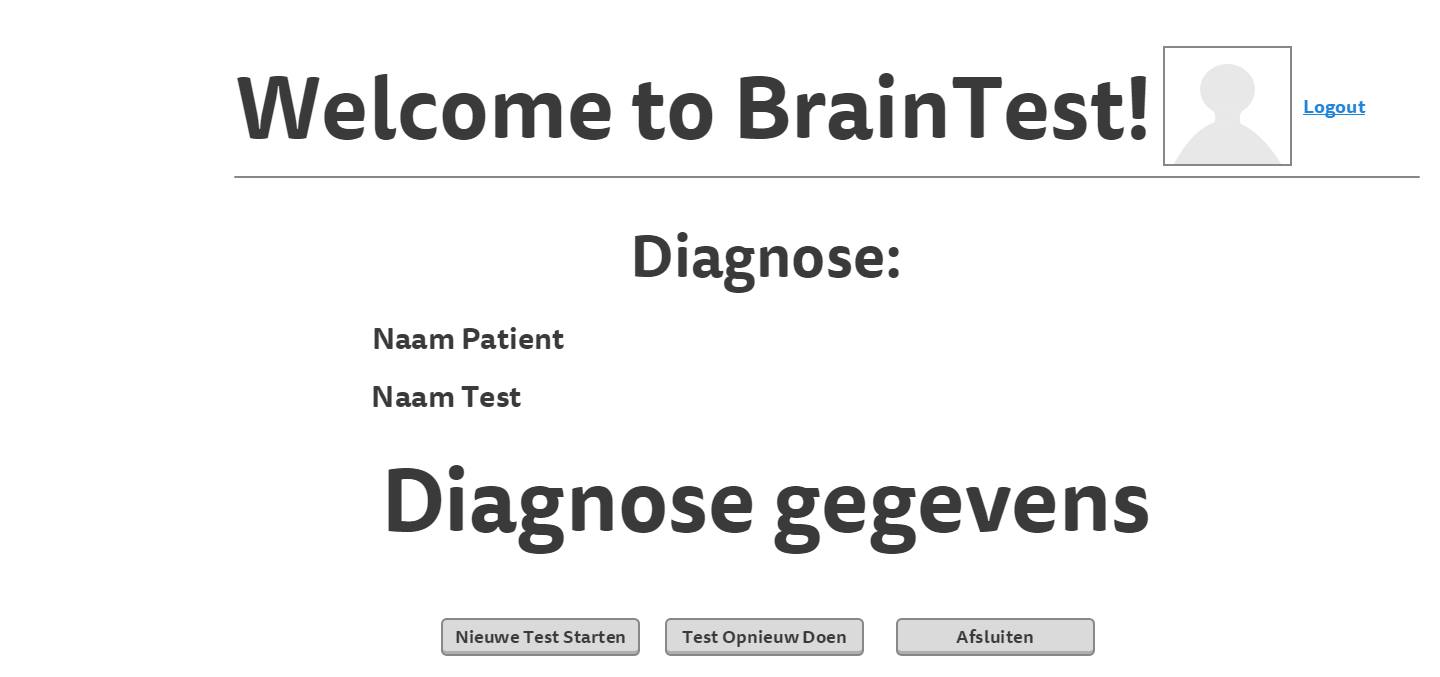 Welcome to BrainTest!
Logout
Diagnose:
Naam Patient
Naam Test
Diagnose gegevens
Nieuwe Test Starten
Test Opnieuw Doen
Afsluiten